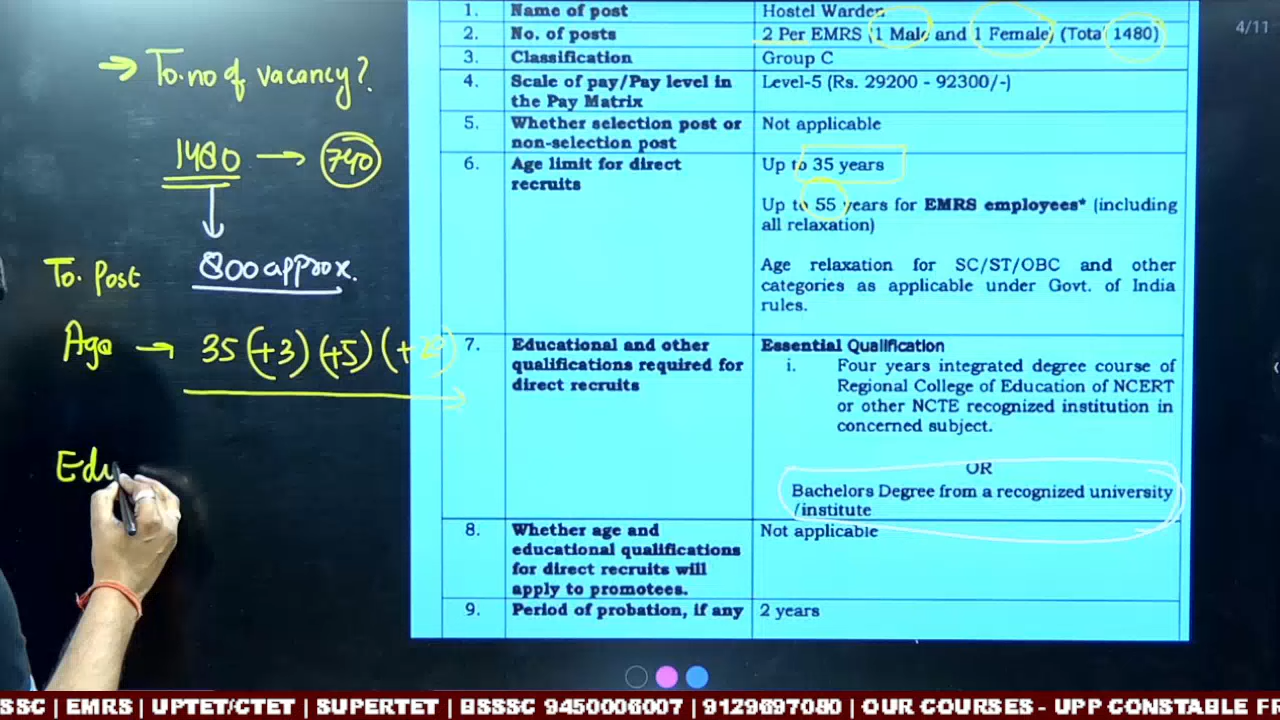 → To. no of vacancy?
1480 → 740
800 approx.
To. Post
Age → 35 (+3) (+5) (+
Edu
1. Name of post Hostel Warden
2. No. of posts 2 Per EMRS (1 Male and 1 Female) (Total 1480)
3. Classification Group C
4. Scale of pay/Pay level in the Pay Matrix Level-5 (Rs. 29200 - 92300/-)
5. Whether selection post or non-selection post Not applicable
6. Age limit for direct recruits Up to 35 years
Up to 55 years for EMRS employees* (including
all relaxation)
Age relaxation for SC/ST/OBC and other
categories as applicable under Govt. of India
rules.
7. Educational and other qualifications required for direct recruits Essential Qualification
i. Four years integrated degree course of
Regional College of Education of NCERT
or other NCTE recognized institution in
concerned subject.
OR
Bachelors Degree from a recognized university
/institute
8. Whether age and educational qualifications for direct recruits will apply to promotees. Not applicable
9. Period of probation, if any 2 years
4/11
SSC | EMRS | UPTET/CTET | SUPERTET | BSSSC 9450006007 | 9129697080 | OUR COURSES - UPP CONSTABLE FR